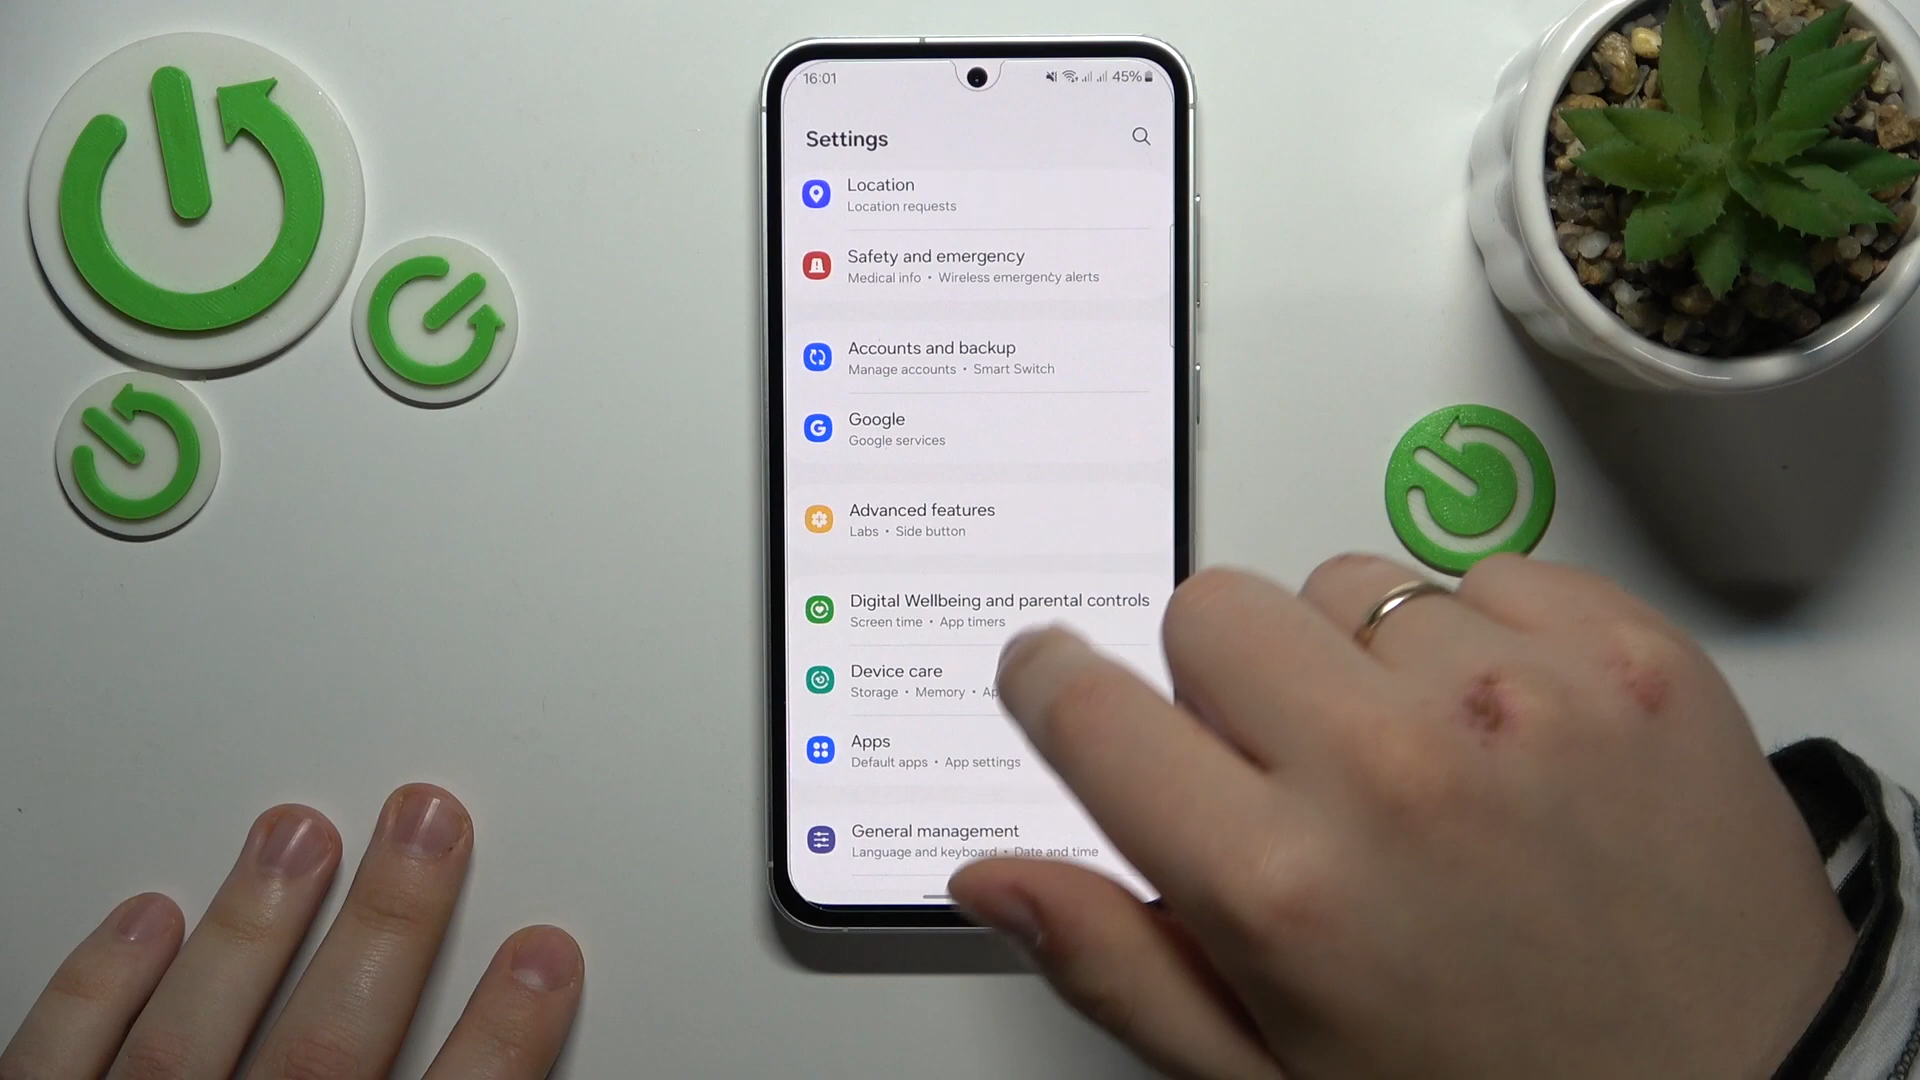 16:01
45%
Settings
Location
Location requests
Safety and emergency
Medical info • Wireless emergency alerts
Accounts and backup
Manage accounts • Smart Switch
Google
Google services
Advanced features
Labs • Side button
Digital Wellbeing and parental controls
Screen time • App timers
Device care
Storage • Memory •
Apps
Default apps • App settings
General management
Language and keyboard • Date and time